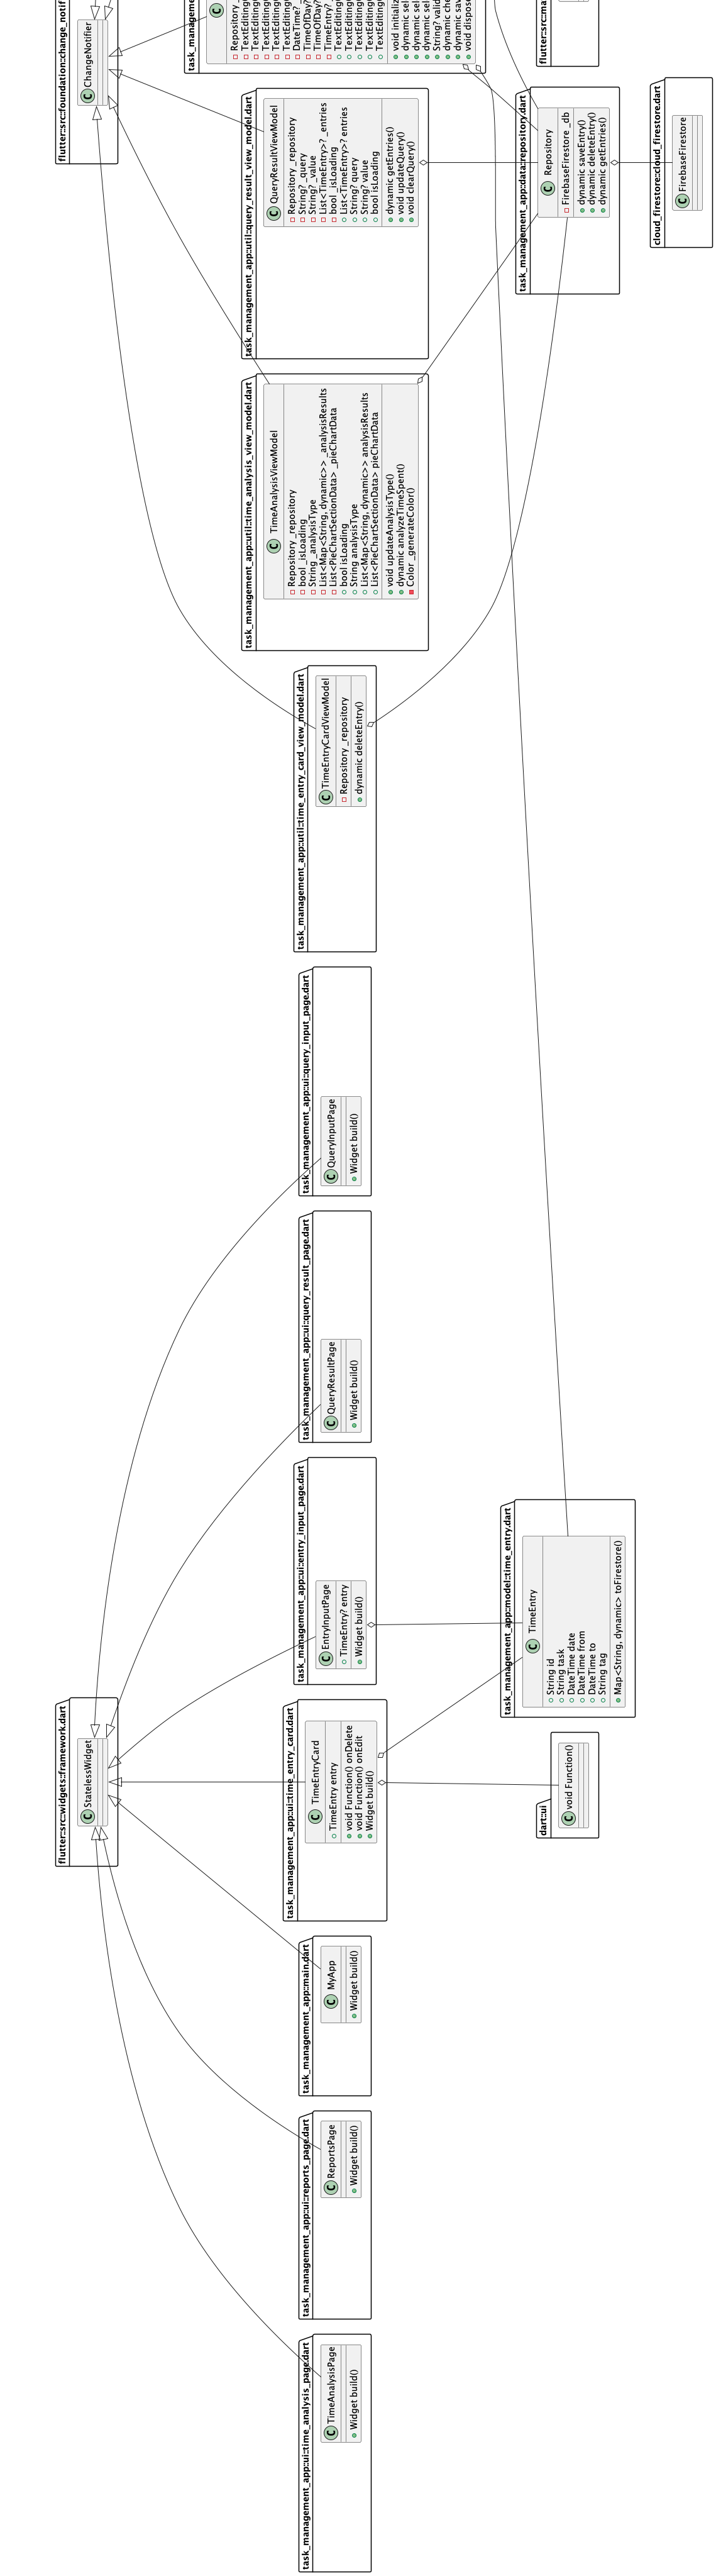 flutter::src::widgets::framework.dart
StatelessWidget
flutter::src::foundation::change_notif
ChangeNotifier
task_management_app::ui::time_analysis_page.dart
TimeAnalysisPage
Widget build()
task_management_app::ui::reports_page.dart
ReportsPage
Widget build()
task_management_app::main.dart
MyApp
Widget build()
task_management_app::ui::time_entry_card.dart
TimeEntryCard
TimeEntry entry
void Function() onDelete
void Function() onEdit
Widget build()
task_management_app::ui::entry_input_page.dart
EntryInputPage
TimeEntry? entry
Widget build()
task_management_app::ui::query_result_page.dart
QueryResultPage
Widget build()
task_management_app::ui::query_input_page.dart
QueryInputPage
Widget build()
task_management_app::util::time_entry_card_view_model.dart
TimeEntryCardViewModel
Repository _repository
dynamic deleteEntry()
task_management_app::util::time_analysis_view_model.dart
TimeAnalysisViewModel
Repository _repository
bool _isLoading
String _analysisType
List<Map<String, dynamic>> _analysisResults
List<PieChartSectionData> _pieChartData
bool isLoading
String analysisType
List<Map<String, dynamic>> analysisResults
List<PieChartSectionData> pieChartData
void updateAnalysisType()
dynamic analyzeTimeSpent()
Color _generateColor()
task_management_app::util::query_result_view_model.dart
QueryResultViewModel
Repository _repository
String? _query
String? _value
List<TimeEntry>? _entries
bool _isLoading
List<TimeEntry>? entries
String? query
String? value
bool isLoading
dynamic getEntries()
void updateQuery()
void clearQuery()
task_manageme
Repository _
TextEditing
TextEditing
TextEditing
TextEditing
TextEditing
DateTime?
TimeOfDay?
TimeOfDay?
TimeEntry?
TextEditing
TextEditing
TextEditing
TextEditing
TextEditing
void initializ
dynamic sel
dynamic sel
dynamic sel
String? valid
dynamic che
dynamic sav
void dispose
dart::ui
void Function()
task_management_app::model::time_entry.dart
TimeEntry
String id
String task
DateTime date
DateTime from
DateTime to
String tag
Map<String, dynamic> toFirestore()
task_management_app::data::repository.dart
Repository
FirebaseFirestore _db
dynamic saveEntry()
dynamic deleteEntry()
dynamic getEntries()
flutter::src::ma
cloud_firestore::cloud_firestore.dart
FirebaseFirestore